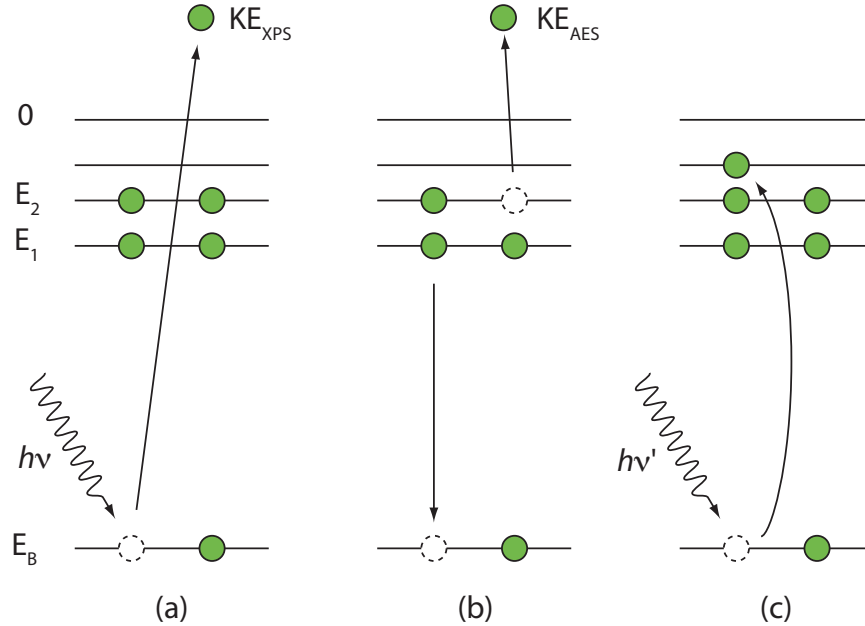 KE_XPS KE_AES
0
E_2
E_1
hν hν'
E_B
(a) (b) (c)